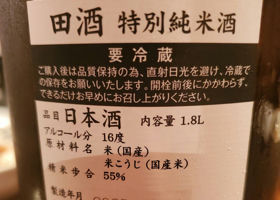 田酒 特別純米酒
要冷蔵
ご購入後は品質保持の為、直射日光を避け、冷蔵での保存をお願いいたします。開栓前後にかかわらず、できるだけお早めにお召し上がりください。
品目 日本酒 内容量 1.8L
アルコール分 16度
原材料名 米(国産)
米こうじ(国産米)
精米歩合 55%
製造年月